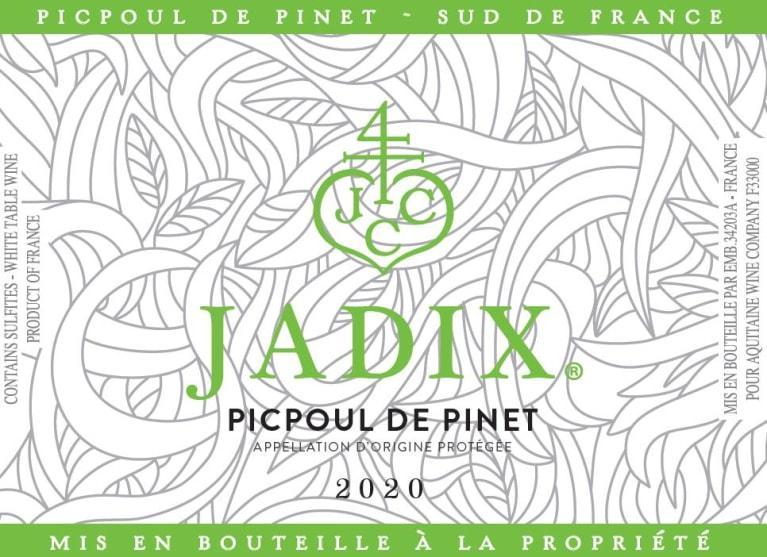 PICPOUL DE PINET - SUD DE FRANCE
4
J C C
C
JADIX®
PICPOUL DE PINET
APPELLATION D'ORIGINE PROTÉGÉE
2020
CONTAINS SULFITES - WHITE TABLE WINE
PRODUCT OF FRANCE
MIS EN BOUTEILLE PAR EMB 34203A - FRANCE
POUR AQUITAINE WINE COMPANY F33000
MIS EN BOUTEILLE À LA PROPRIÉTÉ